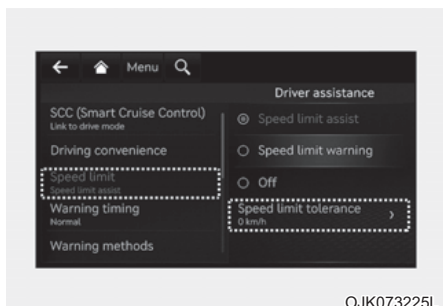 Menu
Driver assistance
SCC (Smart Cruise Control)
Link to drive mode
Driving convenience
Speed limit
Speed limit assist
Warning timing
Normal
Warning methods
Speed limit assist
Speed limit warning
Off
Speed limit tolerance
0 km/h
OJK073225L